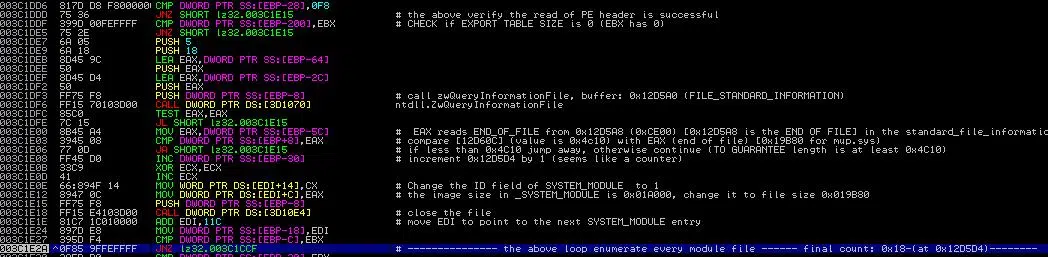 003C1DD6 817D D8 F8000000 CMP DWORD PTR SS:[EBP-28],0F8
003C1DDD 75 36 JNZ SHORT lz32.003C1E15 # the above verify the read of PE header is successful
003C1DDF 399D 00FEFFFF CMP DWORD PTR SS:[EBP-200],EBX # CHECK if EXPORT TABLE SIZE is 0 (EBX has 0)
003C1DE5 75 2E JNZ SHORT lz32.003C1E15
003C1DE7 6A 05 PUSH 5
003C1DE9 6A 18 PUSH 18
003C1DEB 8D45 9C LEA EAX,DWORD PTR SS:[EBP-64]
003C1DEE 50 PUSH EAX
003C1DEF 8D45 D4 LEA EAX,DWORD PTR SS:[EBP-2C]
003C1DF2 50 PUSH EAX
003C1DF3 FF75 F8 PUSH DWORD PTR SS:[EBP-8] # call zwQueryInformationFile, buffer: 0x12D5A0 (FILE_STANDARD_INFORMATION)
003C1DF6 FF15 70103D00 CALL DWORD PTR DS:[3D1070] ntdll.ZwQueryInformationFile
003C1DFC 85C0 TEST EAX,EAX
003C1DFE 7C 15 JL SHORT lz32.003C1E15
003C1E00 8B45 A4 MOV EAX,DWORD PTR SS:[EBP-5C] # EAX reads END_OF_FILE from 0x12D5A8 (0xCE00) [0x12D5A8 is the END OF FILE] in the standard_file_informatio
003C1E03 3945 08 CMP DWORD PTR SS:[EBP+8],EAX # compare [12D60C] (value is 0x4c10) with EAX (end of file) [0x19B80 for mup.sys)
003C1E06 77 0D JA SHORT lz32.003C1E15 # if less than 0x4C10 jump away, otherwise continue (TO GUARANTEE length is at least 0x4C10)
003C1E08 FF45 D0 INC DWORD PTR SS:[EBP-30] # increment 0x12D5D4 by 1 (seems like a counter)
003C1E0B 33C9 XOR ECX,ECX
003C1E0D 41 INC ECX
003C1E0E 66:894F 14 MOV WORD PTR DS:[EDI+14],CX # Change the ID field of SYSTEM_MODULE to 1
003C1E12 8947 0C MOV DWORD PTR DS:[EDI+C],EAX # the image size in _SYSTEM_MODULE is 0x01A000, change it to file size 0x019B80
003C1E15 FF75 F8 PUSH DWORD PTR SS:[EBP-8]
003C1E18 FF15 E4103D00 CALL DWORD PTR DS:[3D10E4] # close the file
003C1E1E 81C7 1C010000 ADD EDI,11C # move EDI to point to the next SYSTEM_MODULE entry
003C1E24 897D E8 MOV DWORD PTR SS:[EBP-18],EDI
003C1E27 395D F4 CMP DWORD PTR SS:[EBP-C],EBX
003C1E2A ^0F85 9FFEFFFF JNZ lz32.003C1CCF # -------------- the above loop enumerate every module file ------ final count: 0x18-(at 0x12D5D4)--------